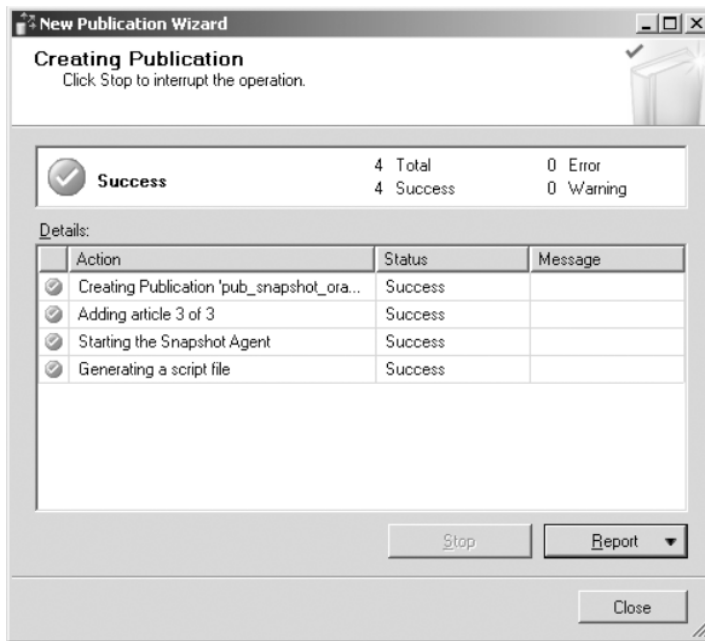 New Publication Wizard
Creating Publication
Click Stop to interrupt the operation.
Success 4 Total 0 Error
4 Success 0 Warning
Details:
Action Status Message
Creating Publication 'pub_snapshot_ora... Success
Adding article 3 of 3 Success
Starting the Snapshot Agent Success
Generating a script file Success
Stop Report
Close